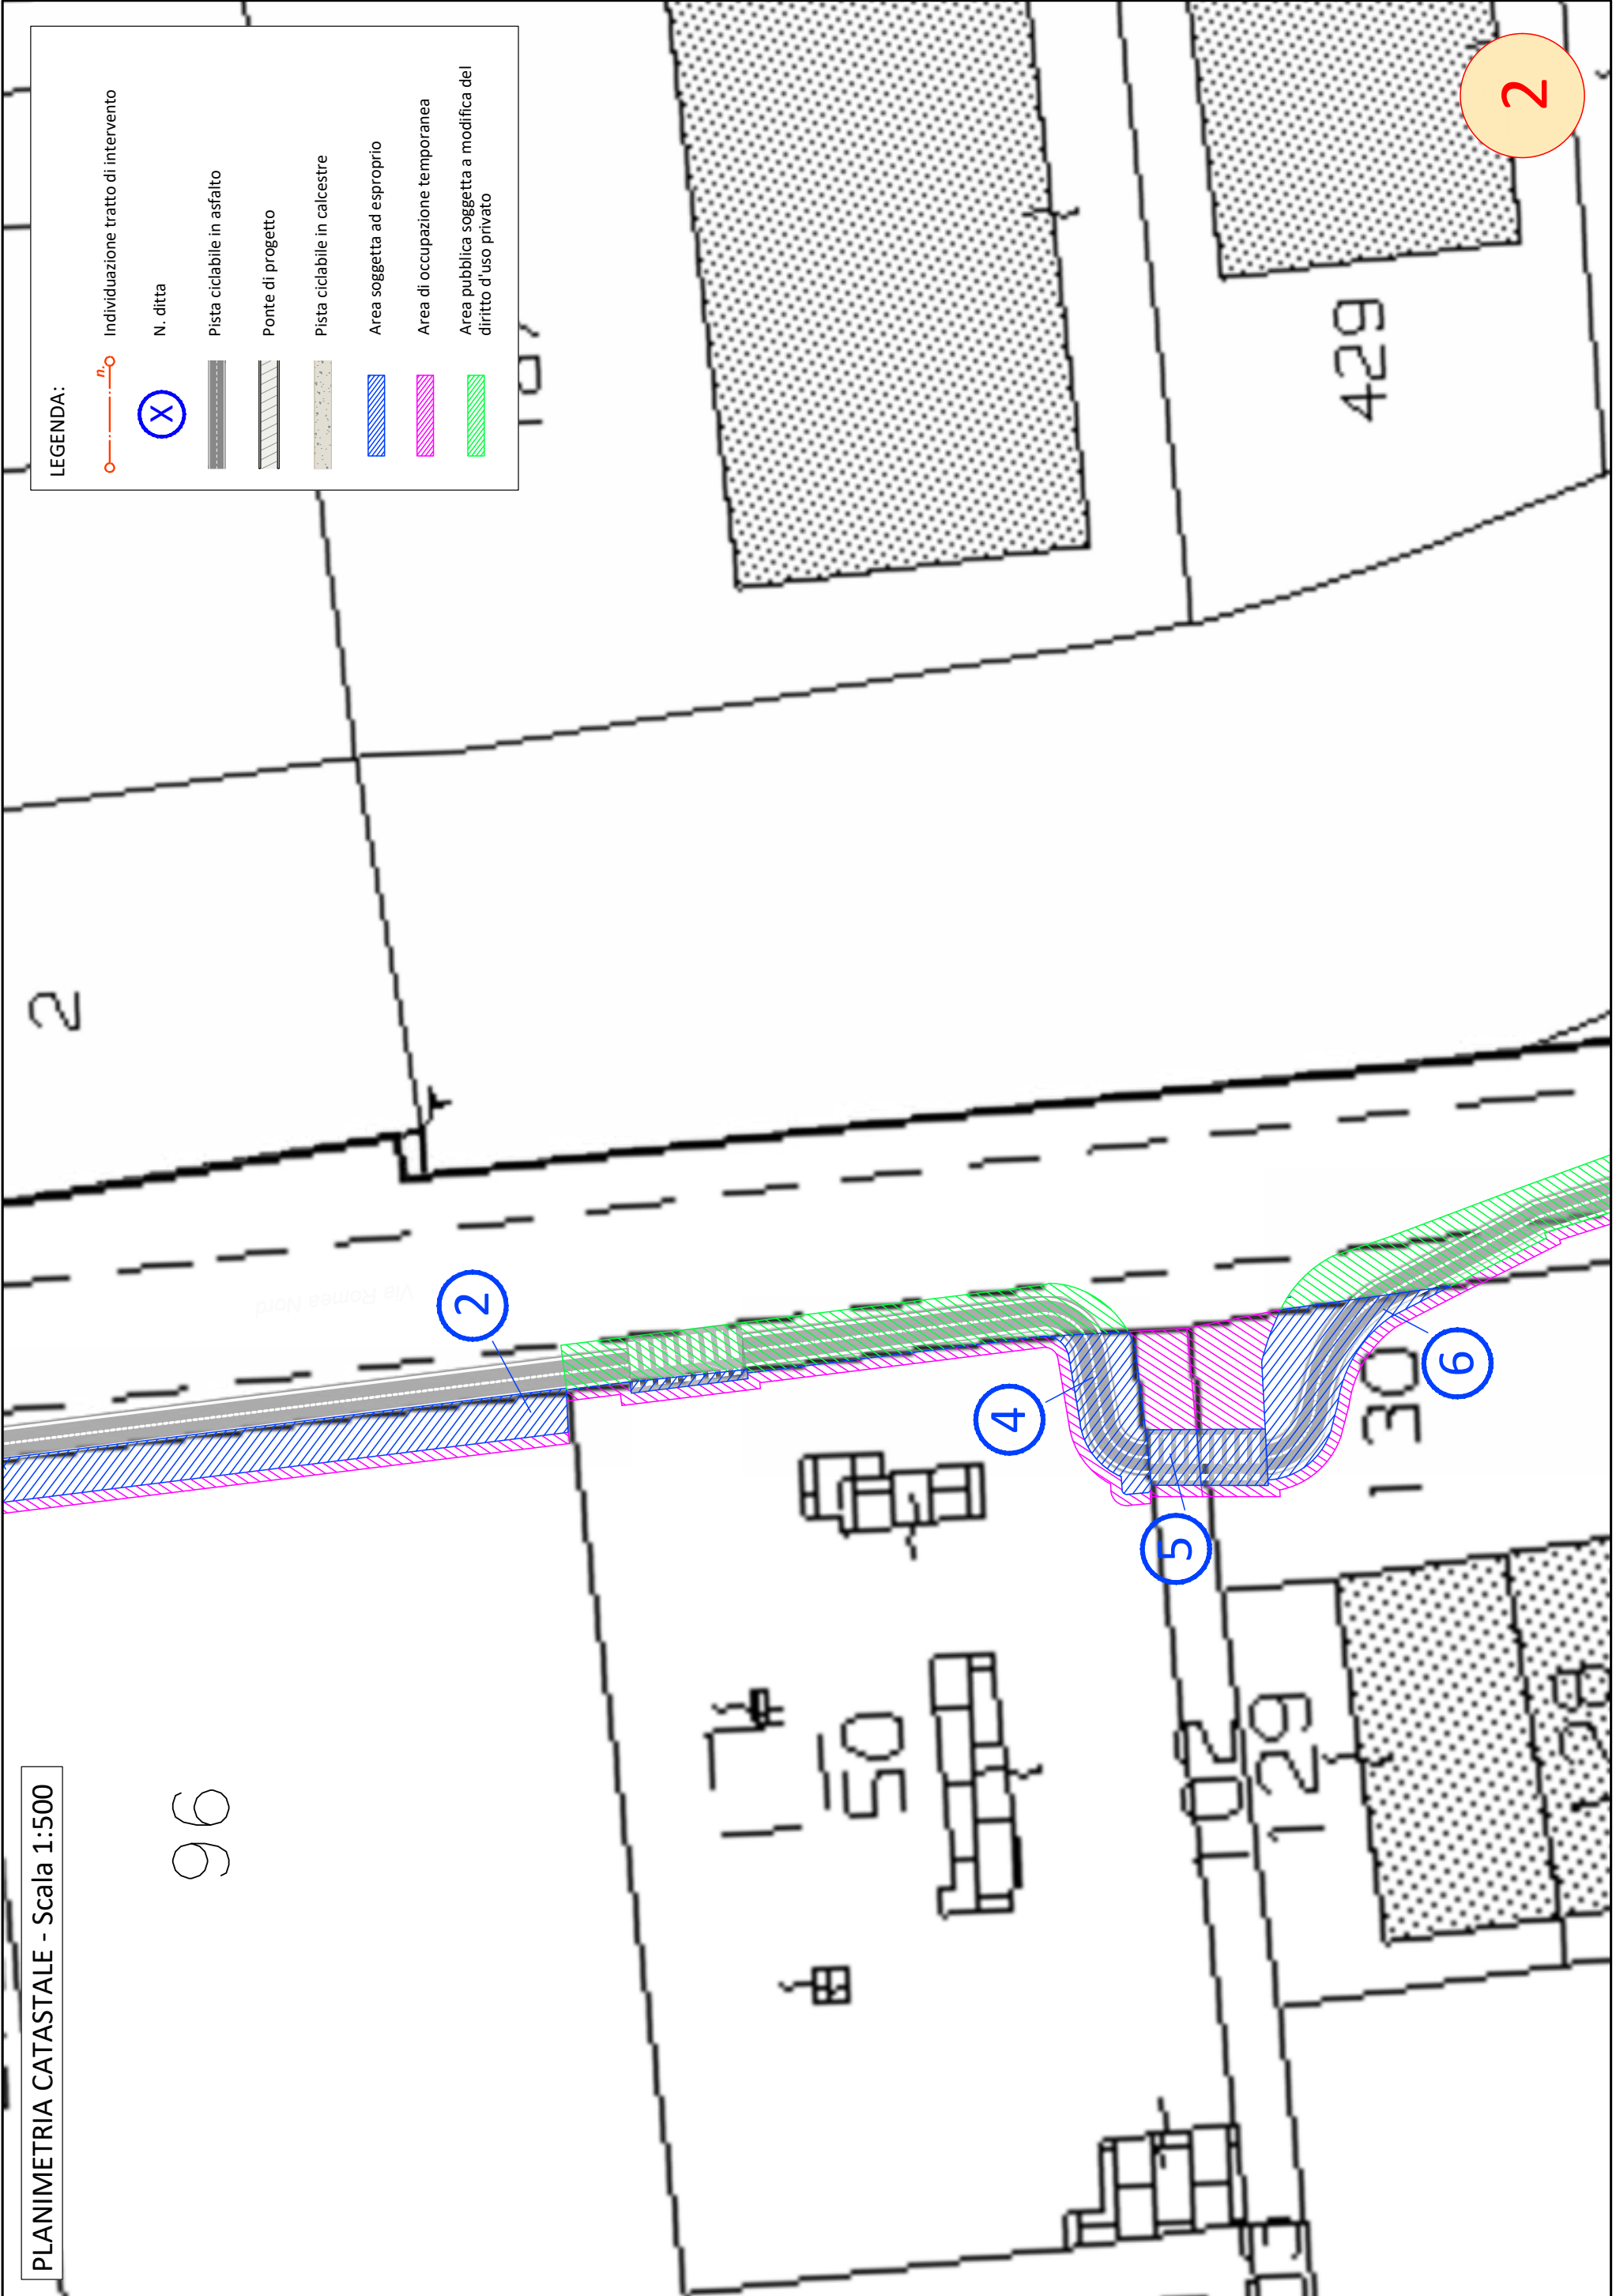 PLANIMETRIA CATASTALE - Scala 1:500
LEGENDA:
n.
Individuazione tratto di intervento
X
N. ditta
Pista ciclabile in asfalto
Ponte di progetto
Pista ciclabile in calcestre
Area soggetta ad esproprio
Area di occupazione temporanea
Area pubblica soggetta a modifica del
diritto d'uso privato
96
2
Via Romea Nord
2
50
4
5
6
102
129
130
429
2